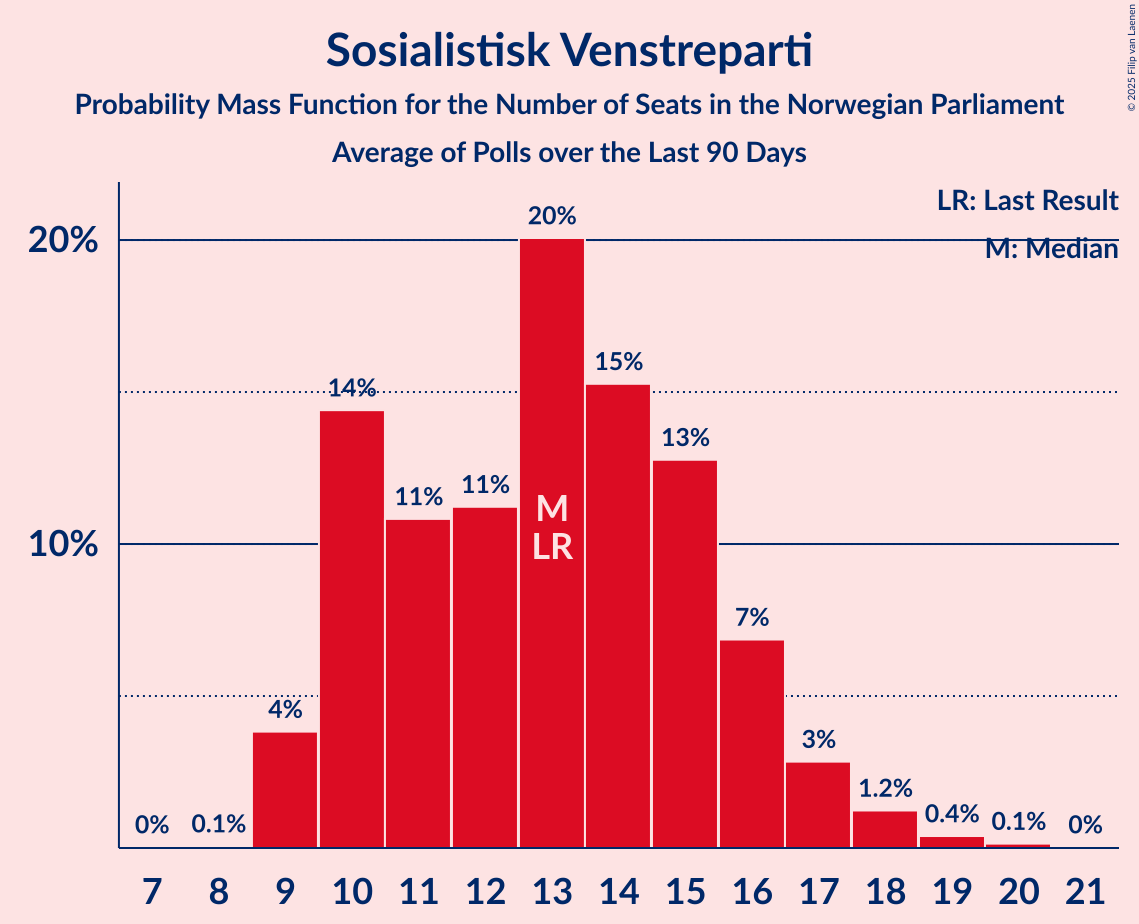 Sosialistisk Venstreparti
Probability Mass Function for the Number of Seats in the Norwegian Parliament
Average of Polls over the Last 90 Days
© 2025 Filip van Laenen
LR: Last Result
M: Median
20%
10%
0%
0.1%
4%
14%
11%
11%
20%
15%
13%
7%
3%
1.2%
0.4%
0.1%
0%
M
LR
7 8 9 10 11 12 13 14 15 16 17 18 19 20 21